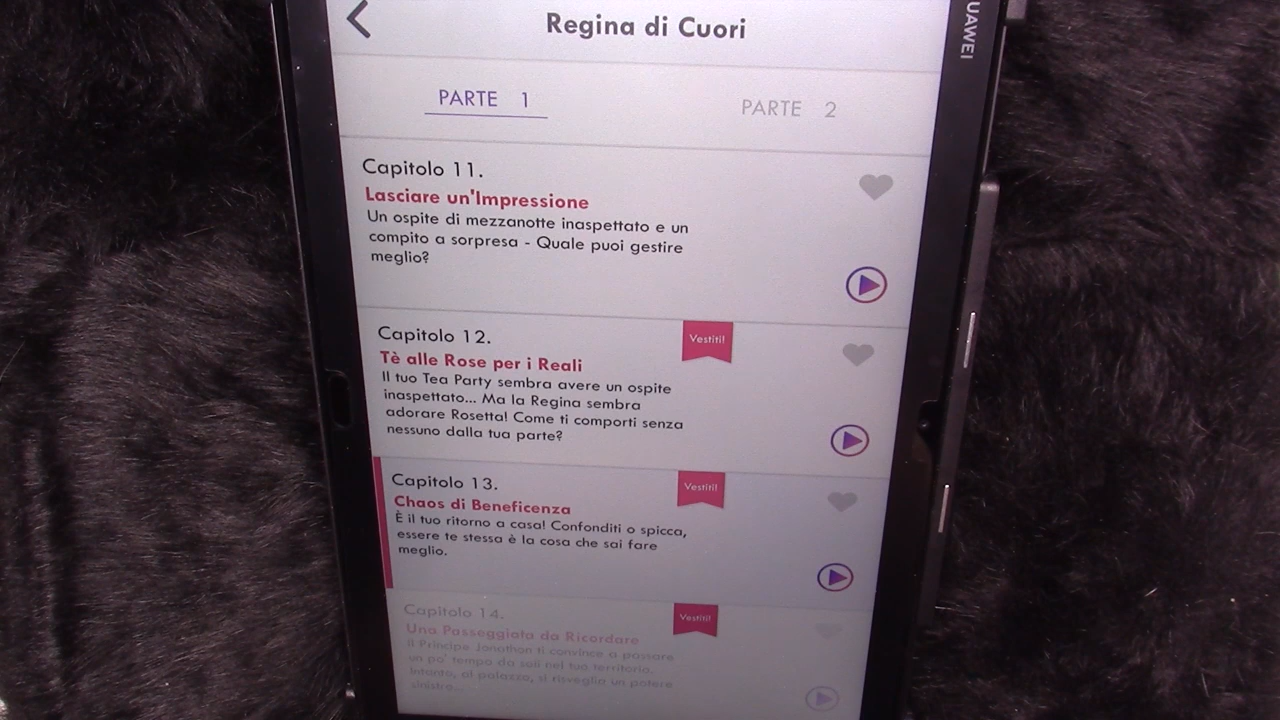 Regina di Cuori
UAWEI
PARTE 1
PARTE 2
Capitolo 11.
Lasciare un'Impressione
Un ospite di mezzanotte inaspettato e un
compito a sorpresa - Quale puoi gestire
meglio?
Capitolo 12.
Vestiti!
Tè alle Rose per i Reali
Il tuo Tea Party sembra avere un ospite
inaspettato... Ma la Regina sembra
adorare Rosetta! Come ti comporti senza
nessuno dalla tua parte?
Capitolo 13.
Vestiti!
Chaos di Beneficenza
È il tuo ritorno a casa! Confonditi o spicca,
essere te stessa è la cosa che sai fare
meglio.
Capitolo 14.
Vestiti!
Una Passeggiata da Ricordare
Il Principe Jonathan ti convince a passare
un po' tempo da soli nel tuo territorio.
Intanto, al palazzo, si risveglia un potere
sinistro...